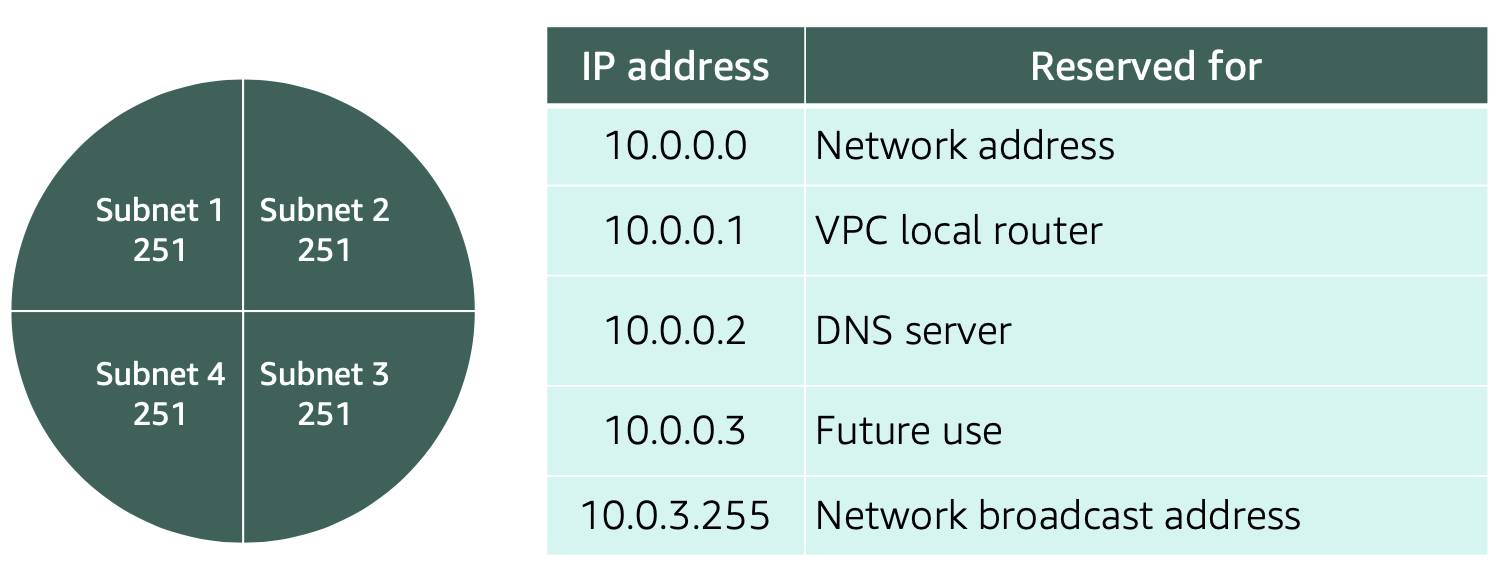 Subnet 1
251
Subnet 2
251
Subnet 4
251
Subnet 3
251
IP address Reserved for
10.0.0.0 Network address
10.0.0.1 VPC local router
10.0.0.2 DNS server
10.0.0.3 Future use
10.0.3.255 Network broadcast address